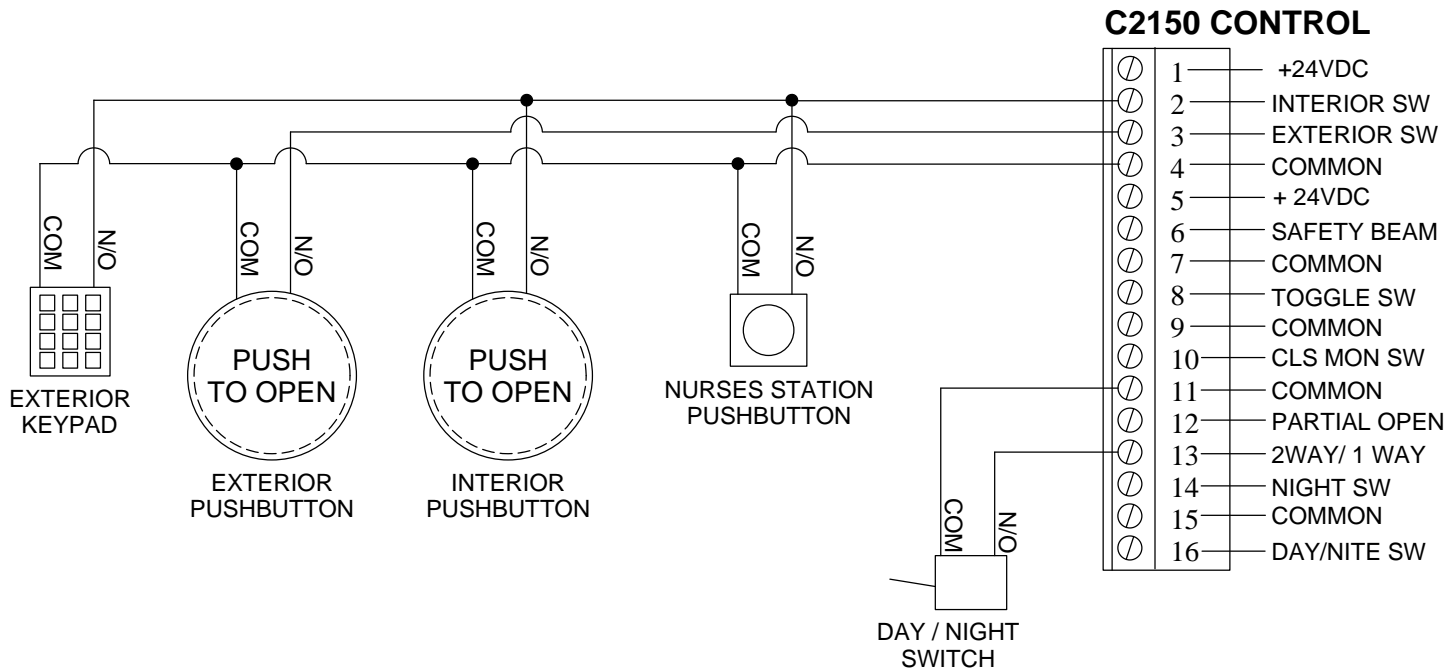 C2150 CONTROL
1 +24VDC
2 INTERIOR SW
3 EXTERIOR SW
4 COMMON
5 + 24VDC
6 SAFETY BEAM
7 COMMON
8 TOGGLE SW
9 COMMON
10 CLS MON SW
11 COMMON
12 PARTIAL OPEN
13 2WAY/ 1 WAY
14 NIGHT SW
15 COMMON
16 DAY/NITE SW
COM
N/O
COM
N/O
COM
N/O
COM
N/O
PUSH
TO OPEN
PUSH
TO OPEN
EXTERIOR
KEYPAD
EXTERIOR
PUSHBUTTON
INTERIOR
PUSHBUTTON
NURSES STATION
PUSHBUTTON
COM
N/O
DAY / NIGHT
SWITCH